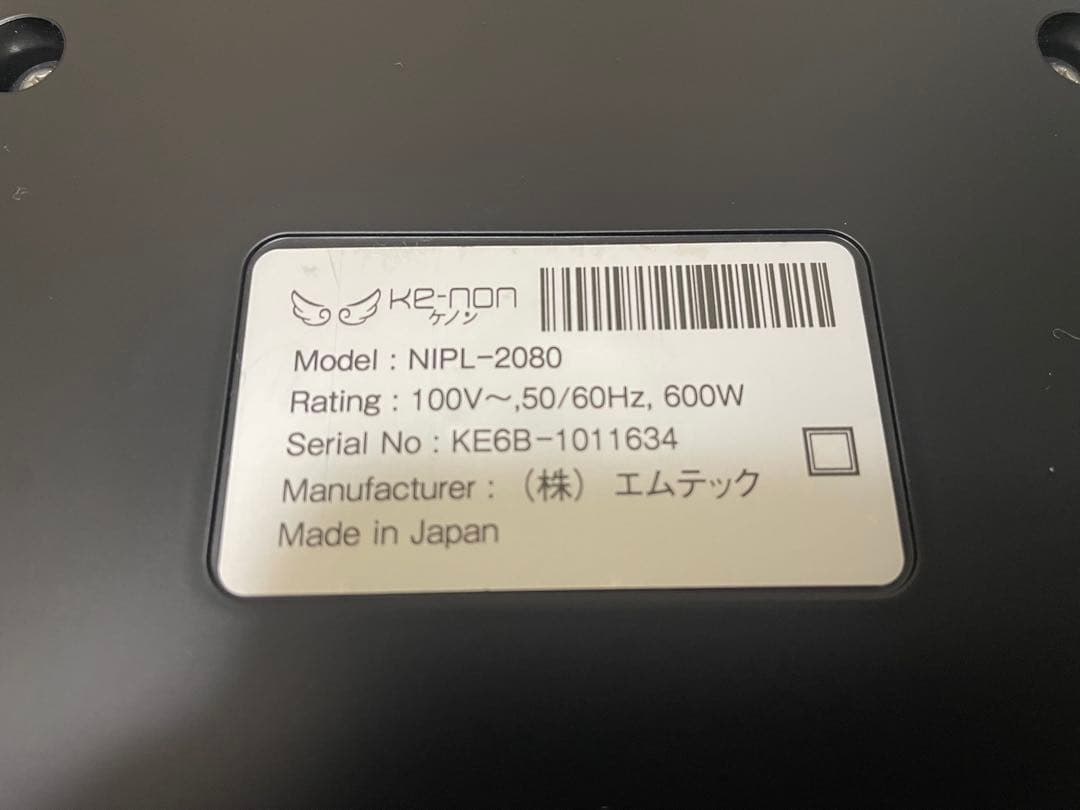 ke-non
ケノン
Model : NIPL-2080
Rating : 100V〜,50/60Hz, 600W
Serial No : KE6B-1011634
Manufacturer : （株） エムテック
Made in Japan